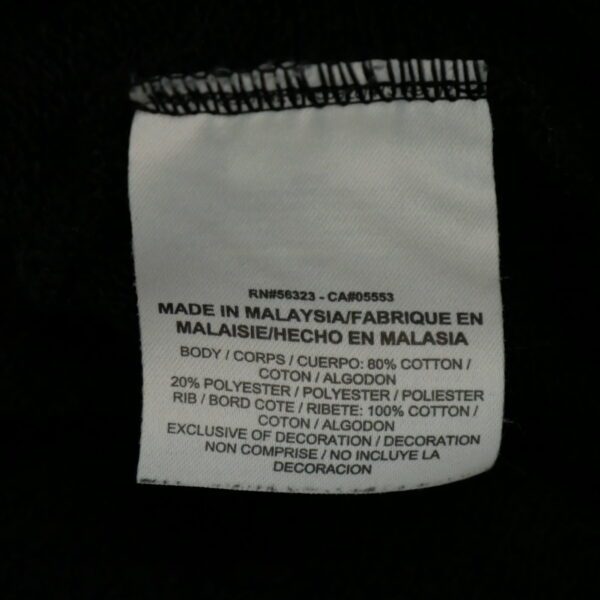 RN#56323 - CA#05553
MADE IN MALAYSIA/FABRIQUE EN
MALAISIE/HECHO EN MALASIA
BODY / CORPS / CUERPO: 80% COTTON /
COTON / ALGODON
20% POLYESTER / POLYESTER / POLIESTER
RIB / BORD COTE / RIBETE: 100% COTTON /
COTON / ALGODON
EXCLUSIVE OF DECORATION / DECORATION
NON COMPRISE / NO INCLUYE LA
DECORACION